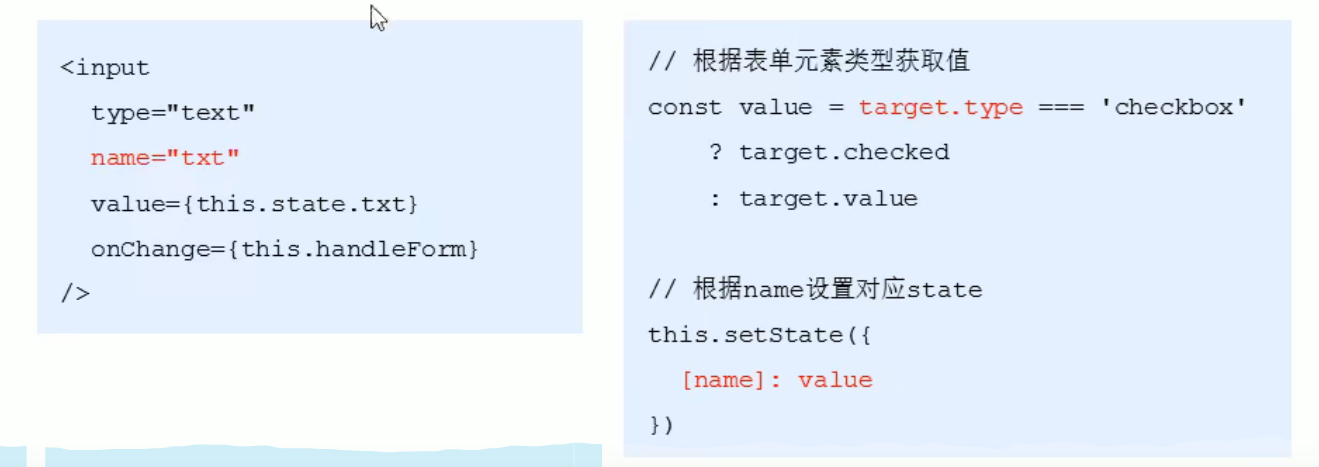 <input
type="text"
name="txt"
value={this.state.txt}
onChange={this.handleForm}
/>
// 根据表单元素类型获取值
const value = target.type === 'checkbox'
? target.checked
: target.value
// 根据name设置对应state
this.setState({
[name]: value
})